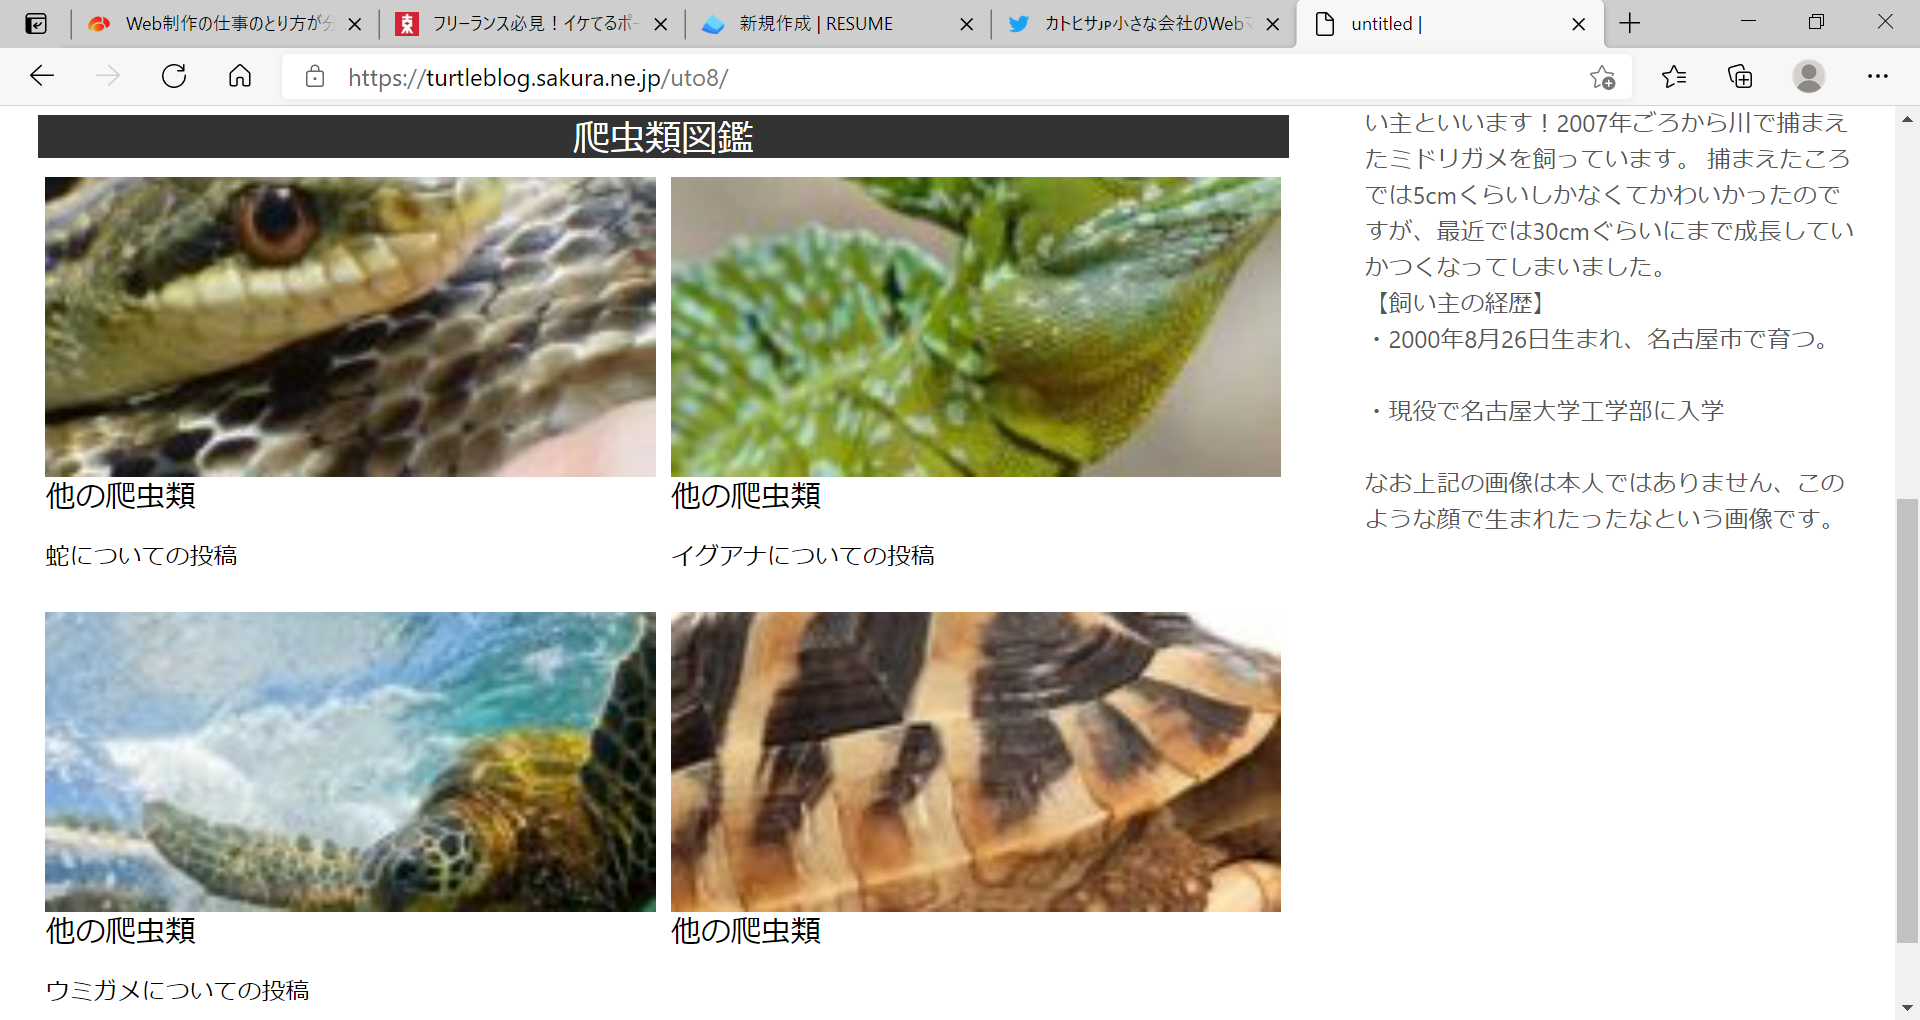 Web制作の仕事のとり方が分
フリーランス必見！イケてるポー
新規作成 | RESUME
カトヒサJP小さな会社のWebマ
untitled |
https://turtleblog.sakura.ne.jp/uto8/
爬虫類図鑑
他の爬虫類
蛇についての投稿
他の爬虫類
イグアナについての投稿
他の爬虫類
ウミガメについての投稿
他の爬虫類
い主といいます！2007年ごろから川で捕まえ
たミドリガメを飼っています。 捕まえたころ
では5cmくらいしかなくてかわいかったので
すが、最近では30cmぐらいにまで成長してい
かつくなってしまいました。
【飼い主の経歴】
・2000年8月26日生まれ、名古屋市で育つ。
・現役で名古屋大学工学部に入学
なお上記の画像は本人ではありません、この
ような顔で生まれたったなという画像です。